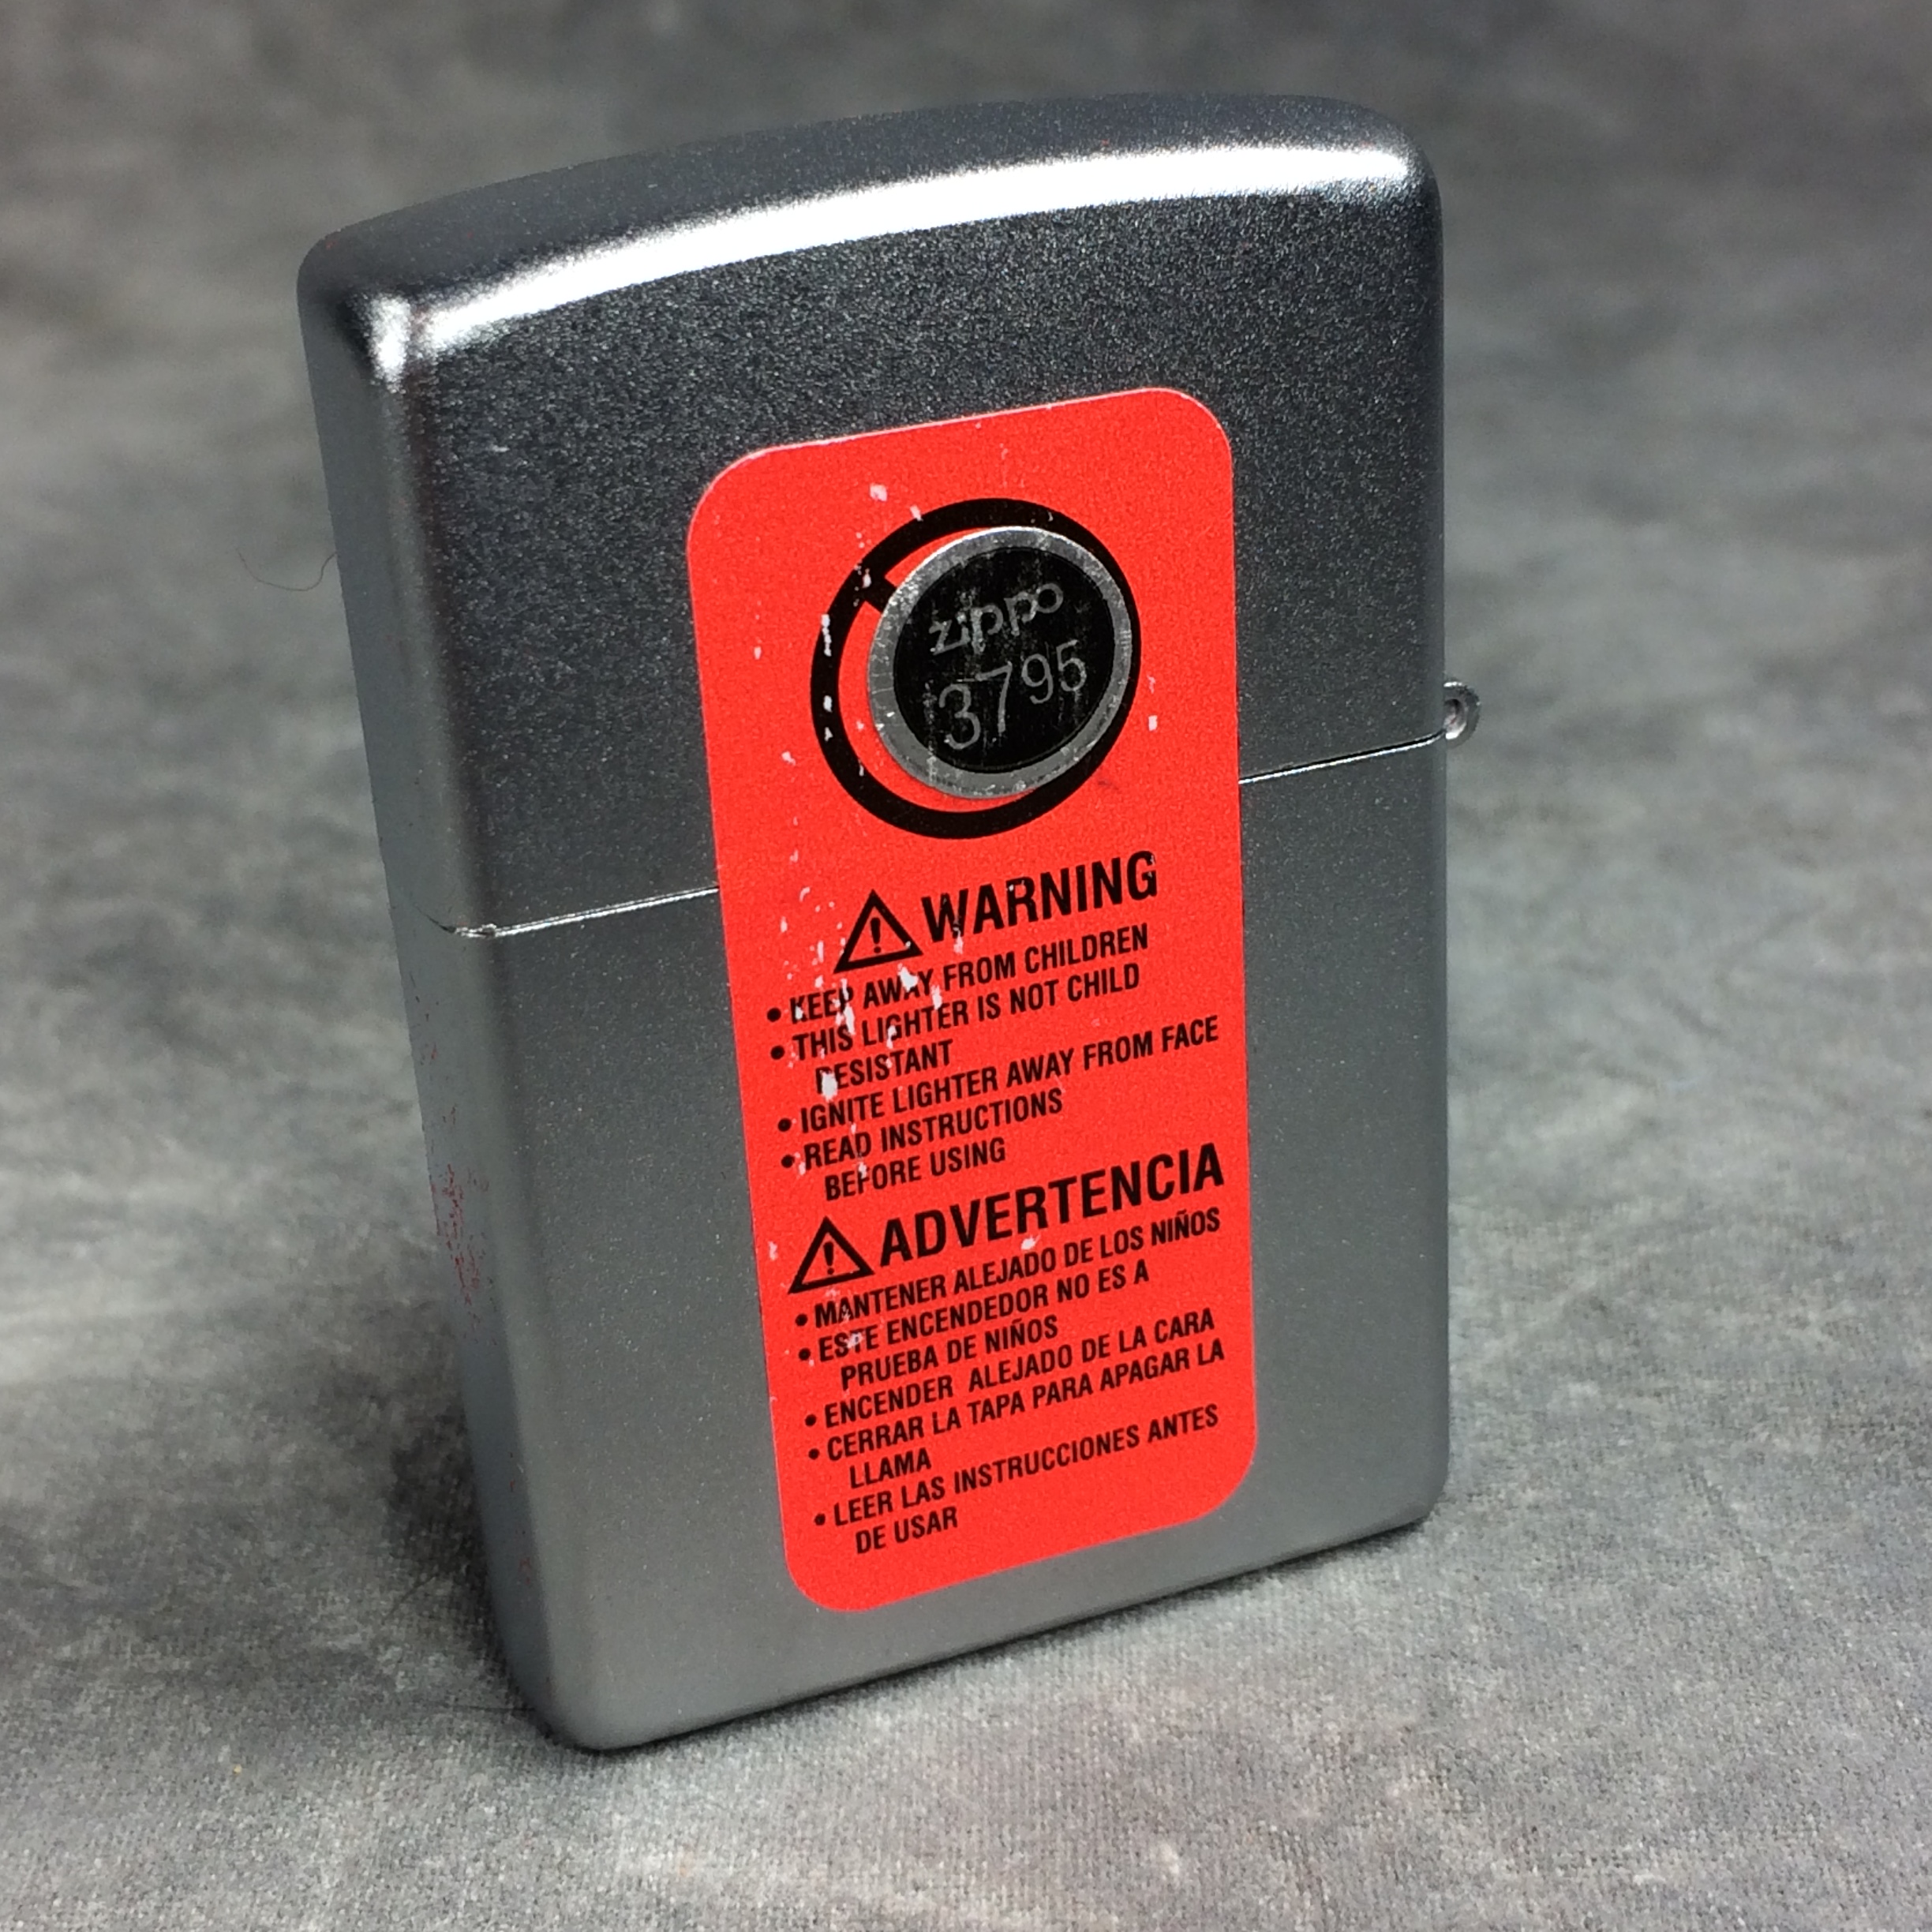 zippo
3795
WARNING
• KEEP AWAY FROM CHILDREN
• THIS LIGHTER IS NOT CHILD
RESISTANT
• IGNITE LIGHTER AWAY FROM FACE
• READ INSTRUCTIONS
BEFORE USING
ADVERTENCIA
• MANTENER ALEJADO DE LOS NIÑOS
• ESTE ENCENDEDOR NO ES A
PRUEBA DE NIÑOS
• ENCENDER ALEJADO DE LA CARA
• CERRAR LA TAPA PARA APAGAR LA
LLAMA
• LEER LAS INSTRUCCIONES ANTES
DE USAR